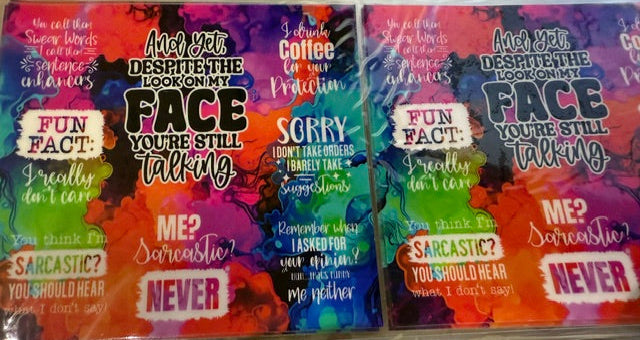 You call them
Swear Words
I call them
sentence
enhancers
And yet,
DESPITE THE
LOOK ON MY
FACE
YOU'RE STILL
talking
I drink
Coffee
for your
Protection
FUN
FACT:
I really
don't care
SORRY
I DON'T TAKE ORDERS
I BARELY TAKE
suggestions
You think I'm
SARCASTIC?
YOU SHOULD HEAR
what I don't say!
ME?
Sarcastic?
NEVER
Remember when
I ASKED FOR
your opinion?
me neither
You call them
Swear Words
I call them
sentence
enhancers
And yet,
DESPITE THE
LOOK ON MY
FACE
YOU'RE STILL
talking
I
Co
fo
P
FUN
FACT:
I really
don't care
You think I'm
SARCASTIC?
YOU SHOULD HEAR
what I don't say!
ME?
Sarcastic?
NEVER